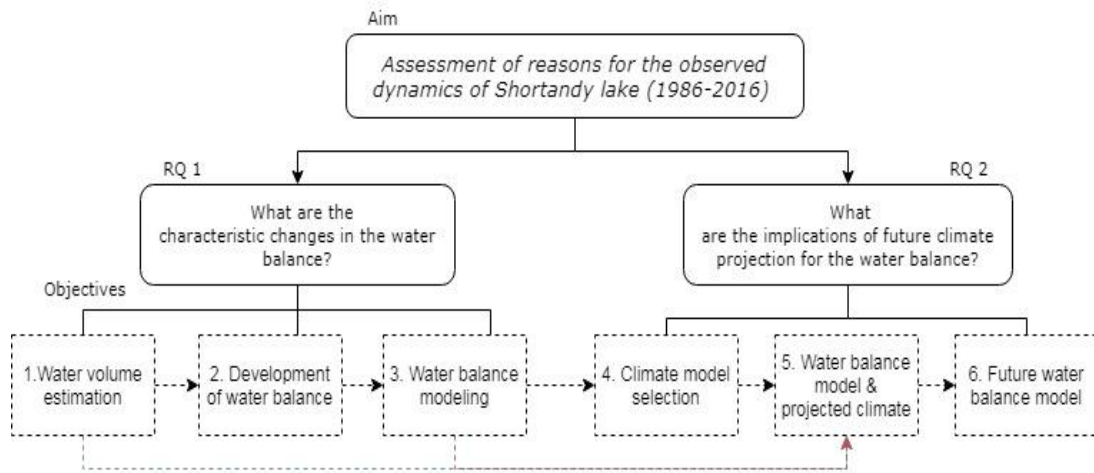 Aim
Assessment of reasons for the observed
dynamics of Shortandy lake (1986-2016)
RQ 1
RQ 2
What are the
characteristic changes in the water
balance?
What
are the implications of future climate
projection for the water balance?
Objectives
1.Water volume
estimation
2. Development
of water balance
3. Water balance
modeling
4. Climate model
selection
5. Water balance
model &
projected climate
6. Future water
balance model